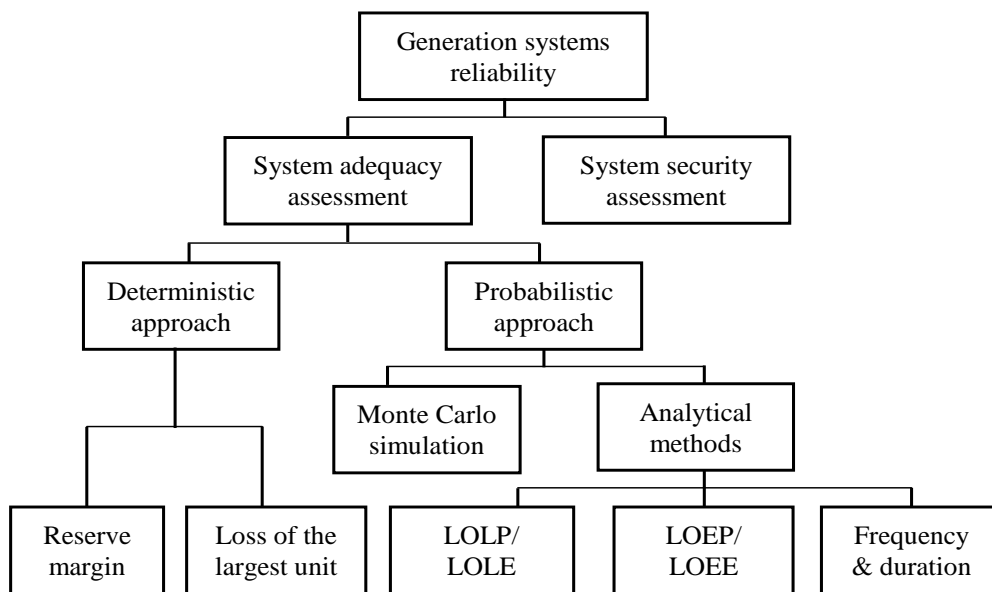 Generation systems
reliability
System adequacy
assessment
System security
assessment
Deterministic
approach
Probabilistic
approach
Monte Carlo
simulation
Analytical
methods
Reserve
margin
Loss of the
largest unit
LOLP/
LOLE
LOEP/
LOEE
Frequency
& duration